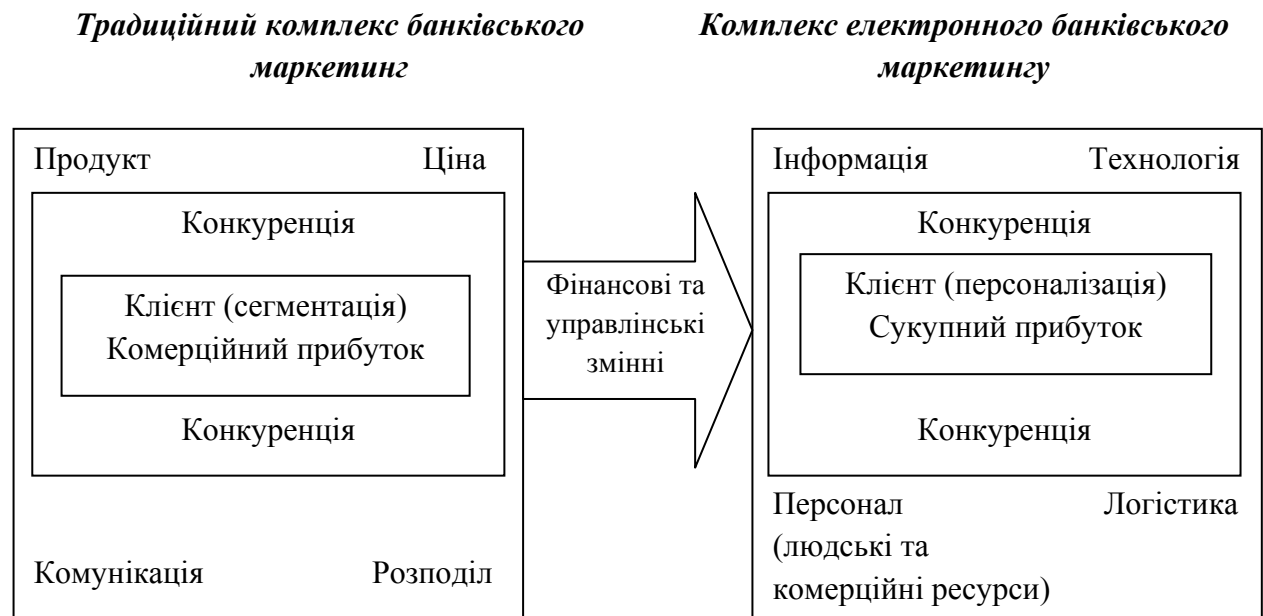 Традиційний комплекс банківського
маркетинг
Комплекс електронного банківського
маркетингу
Продукт Ціна
Конкуренція
Клієнт (сегментація)
Комерційний прибуток
Конкуренція
Комунікація Розподіл
Фінансові та
управлінські
змінні
Інформація Технологія
Конкуренція
Клієнт (персоналізація)
Сукупний прибуток
Конкуренція
Персонал Логістика
(людські та
комерційні ресурси)